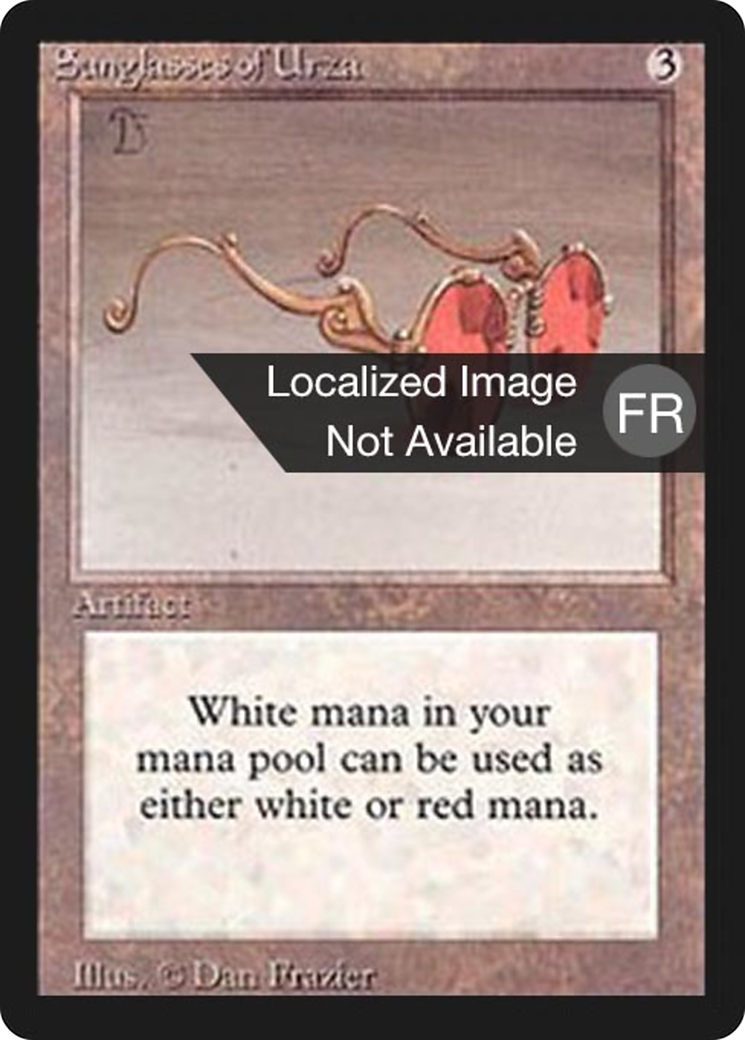 Sunglasses of Urza 3
Localized Image
Not Available
FR
Artifact
White mana in your
mana pool can be used as
either white or red mana.
Illus. © Dan Frazier